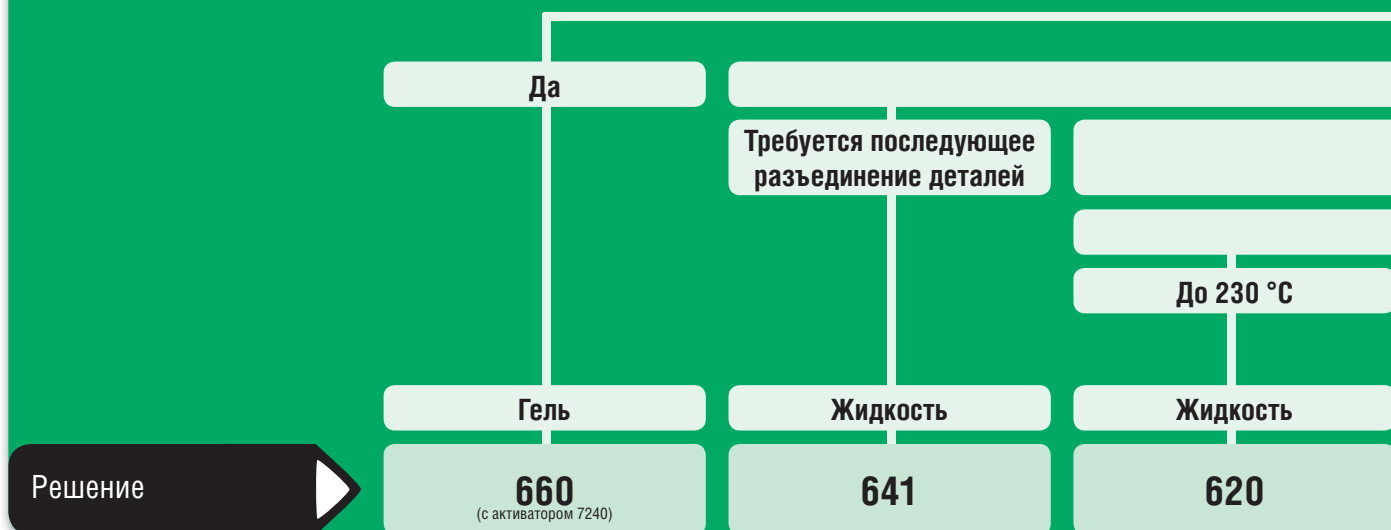 Да
Требуется последующее
разъединение деталей
До 230 °C
Гель
Жидкость
Жидкость
Решение
660
(с активатором 7240)
641
620